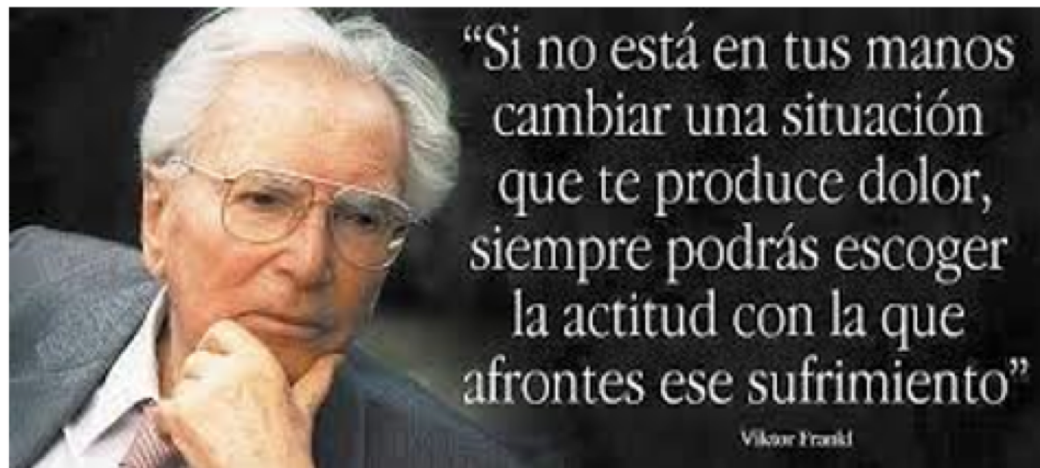 “Si no está en tus manos
cambiar una situación
que te produce dolor,
siempre podrás escoger
la actitud con la que
afrontes ese sufrimiento”
Viktor Frankl